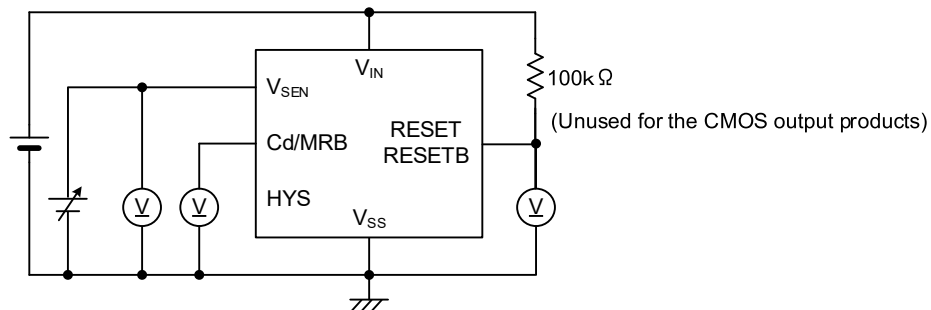 V_IN
V_SEN
100kΩ
(Unused for the CMOS output products)
Cd/MRB
RESET
RESETB
HYS
V
V
V
V_SS